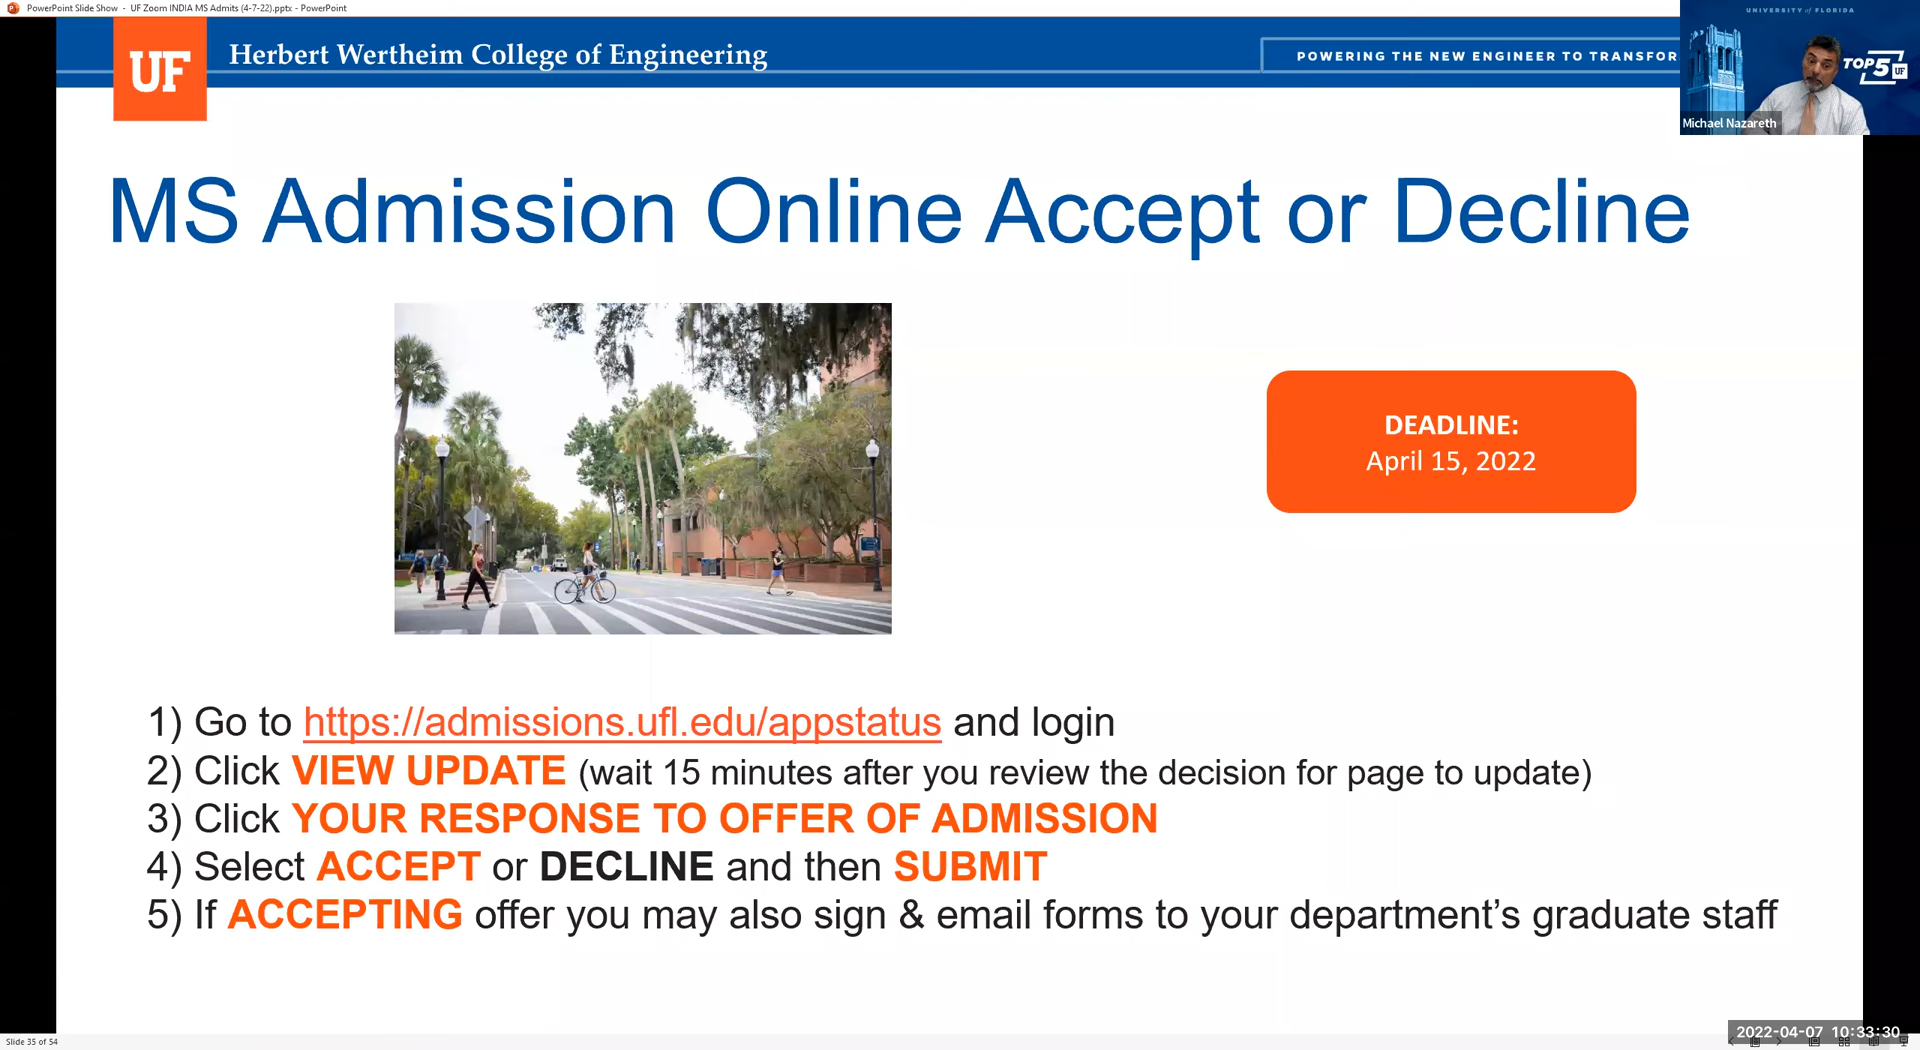 PowerPoint Slide Show - UF Zoom INDIA MS Admits (4-7-22).pptx - PowerPoint
UF
Herbert Wertheim College of Engineering
POWERING THE NEW ENGINEER TO TRANSFOR
UNIVERSITY of FLORIDA
TOP 5 UF
Michael Nazareth
MS Admission Online Accept or Decline
DEADLINE:
April 15, 2022
1) Go to https://admissions.ufl.edu/appstatus and login
2) Click VIEW UPDATE (wait 15 minutes after you review the decision for page to update)
3) Click YOUR RESPONSE TO OFFER OF ADMISSION
4) Select ACCEPT or DECLINE and then SUBMIT
5) If ACCEPTING offer you may also sign & email forms to your department’s graduate staff
Slide 35 of 54
2022-04-07 10:33:30